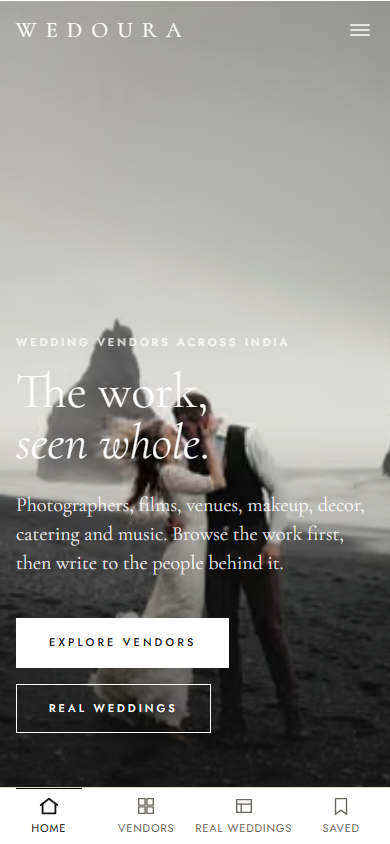 WEDOURA
WEDDING VENDORS ACROSS INDIA
The work,
seen whole.
Photographers, films, venues, makeup, decor,
catering and music. Browse the work first,
then write to the people behind it.
EXPLORE VENDORS
REAL WEDDINGS
HOME VENDORS REAL WEDDINGS SAVED